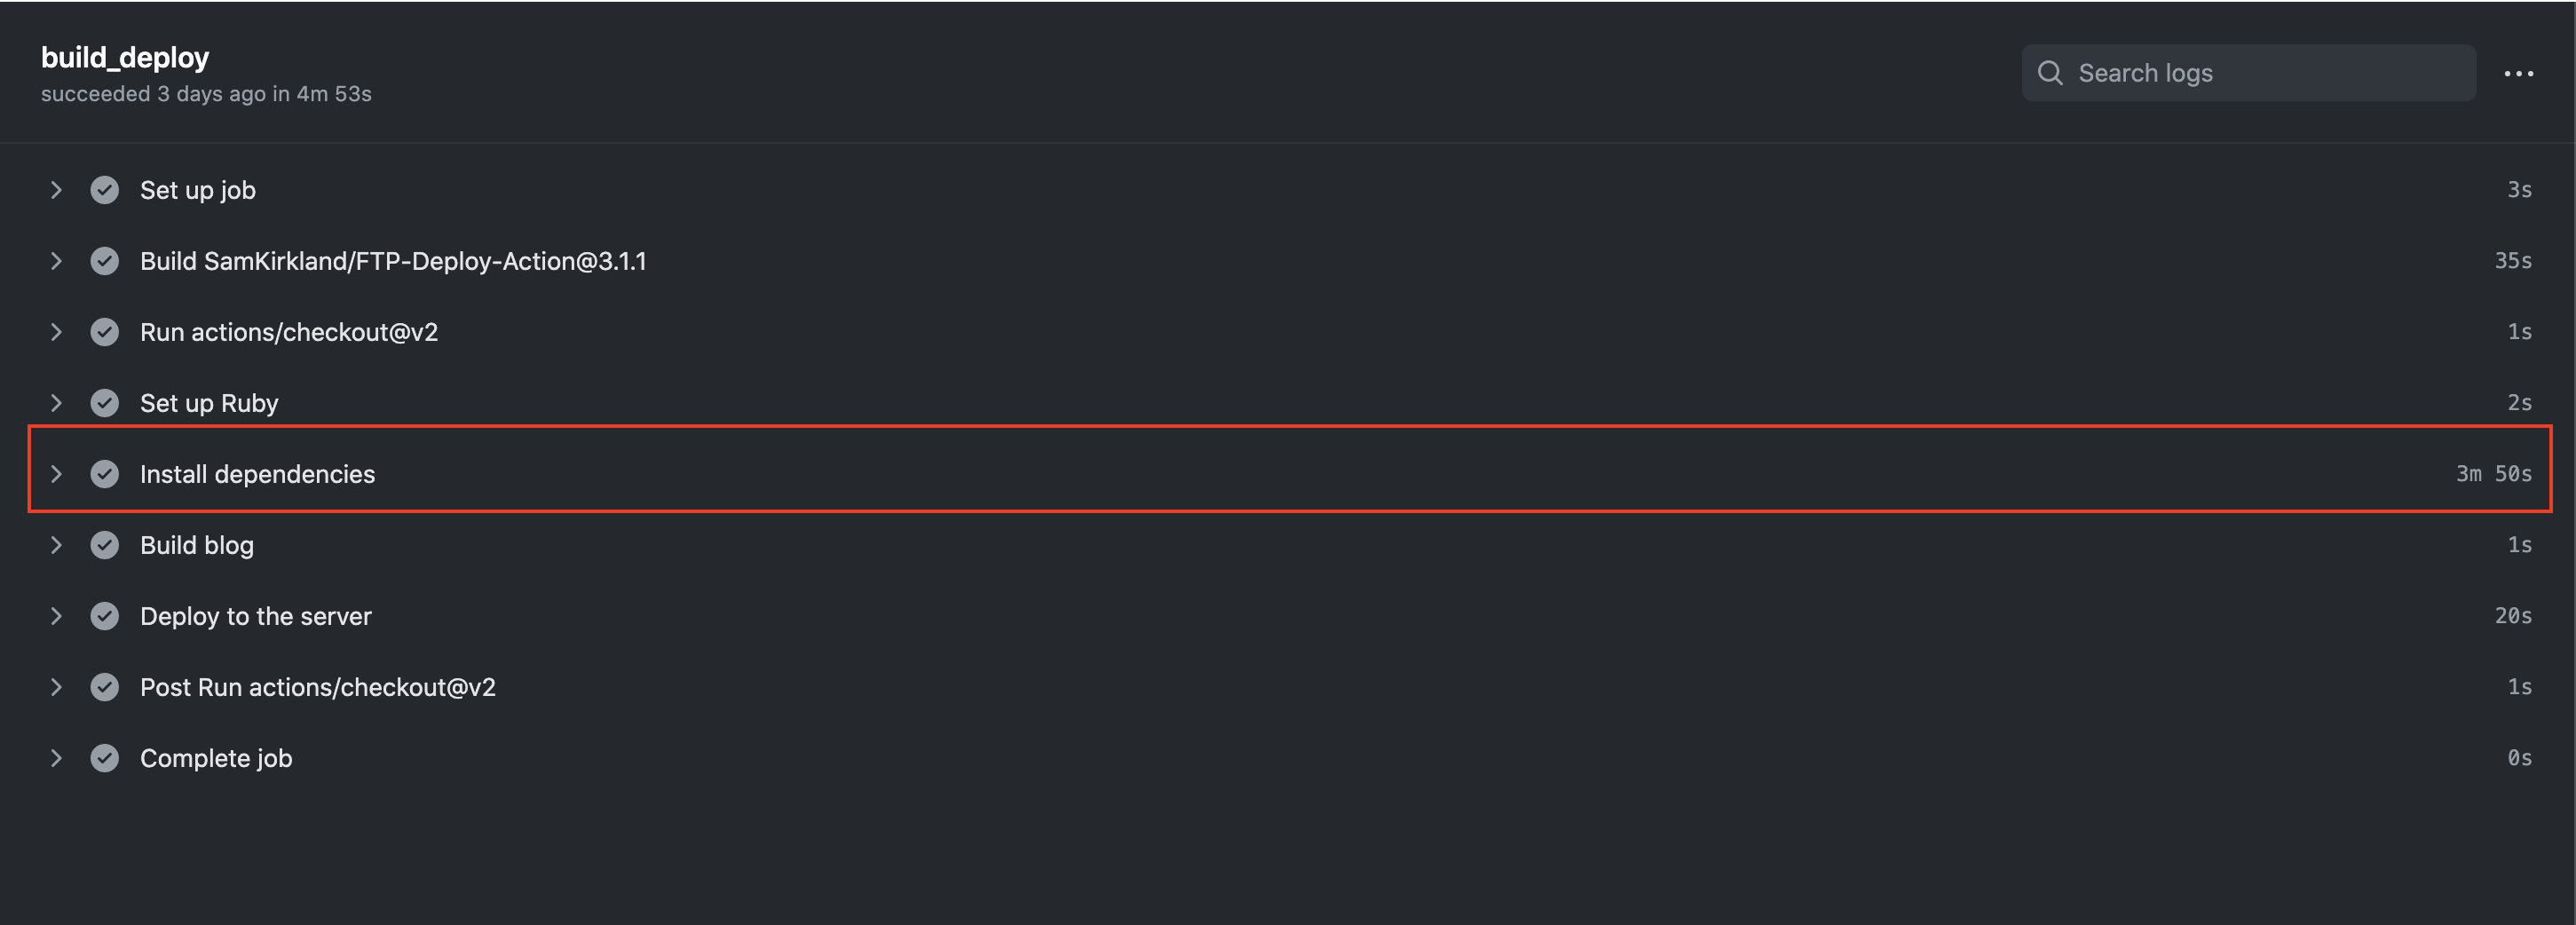 build_deploy
succeeded 3 days ago in 4m 53s
Search logs
Set up job 3s
Build SamKirkland/FTP-Deploy-Action@3.1.1 35s
Run actions/checkout@v2 1s
Set up Ruby 2s
Install dependencies 3m 50s
Build blog 1s
Deploy to the server 20s
Post Run actions/checkout@v2 1s
Complete job 0s